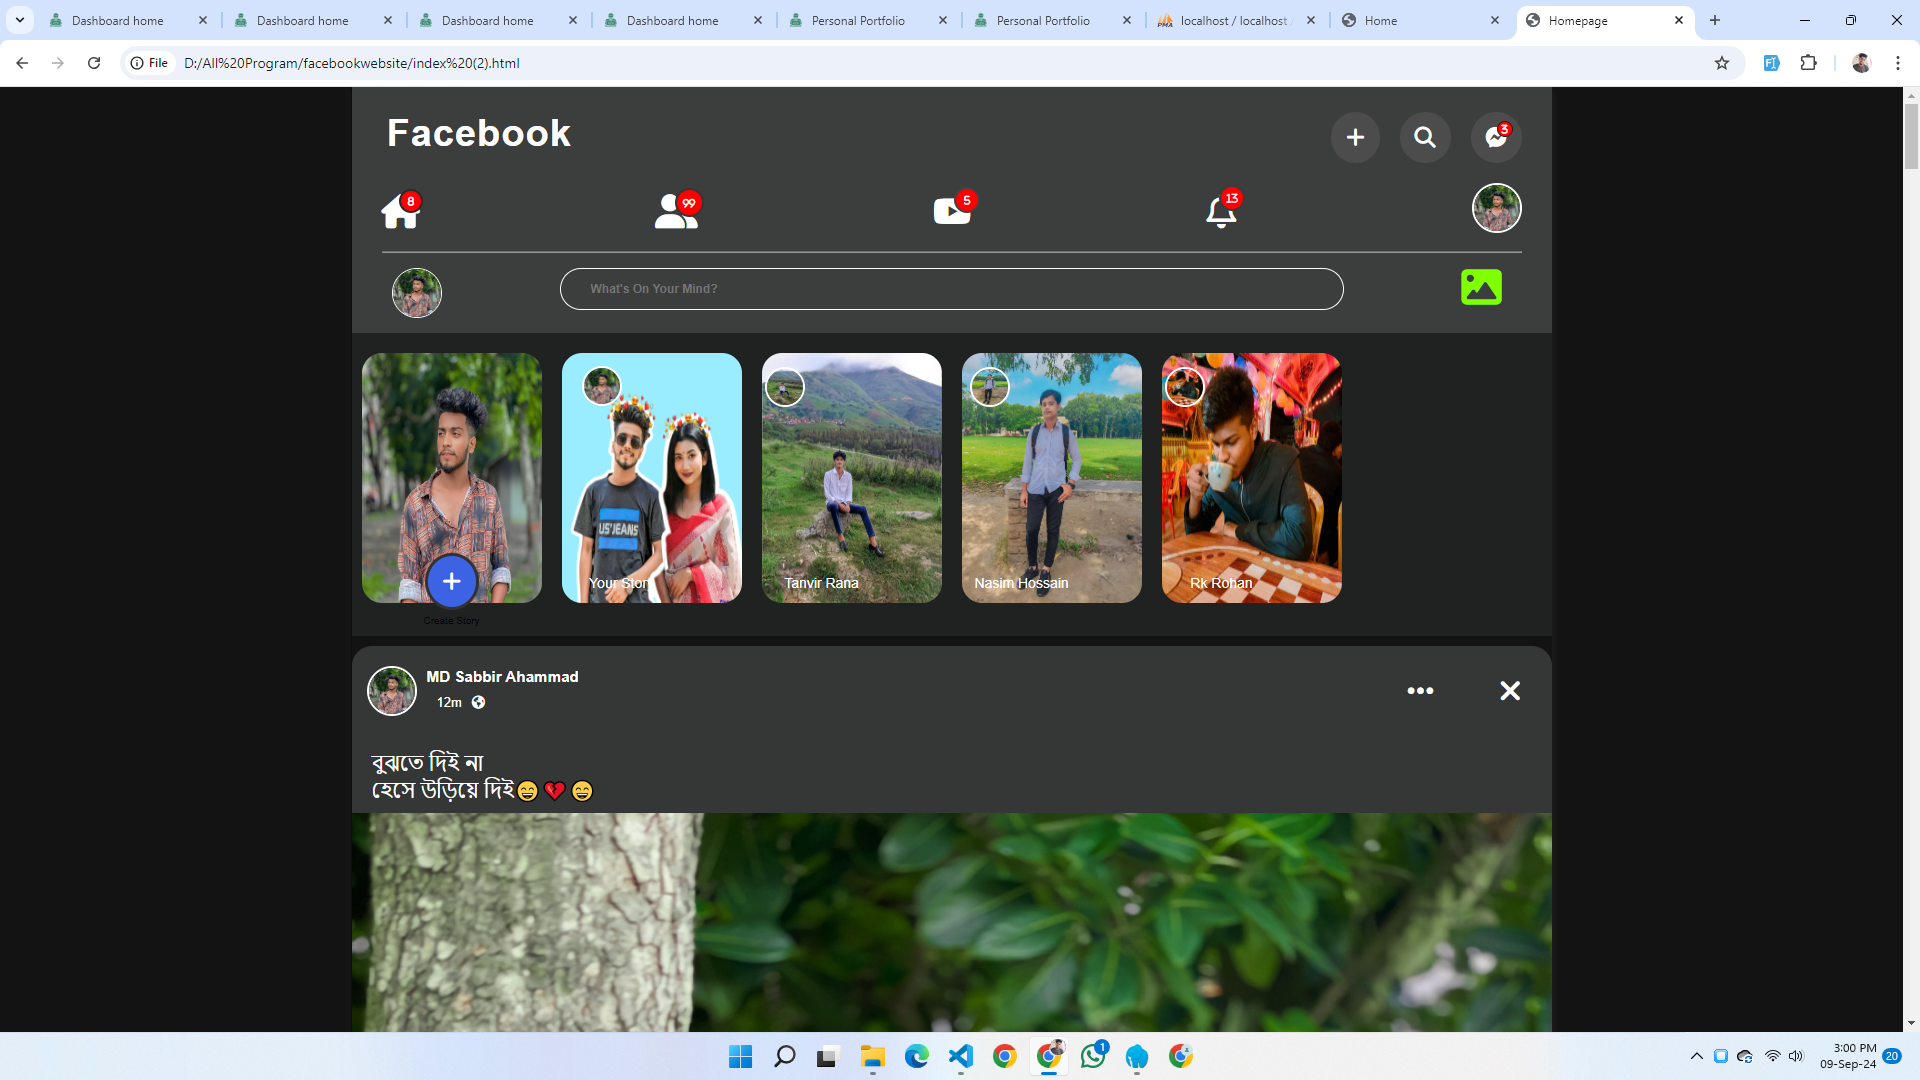 Dashboard home
Dashboard home
Dashboard home
Dashboard home
Personal Portfolio
Personal Portfolio
localhost / localhost /
Home
Homepage
File
D:/All%20Program/facebookwebsite/index%20(2).html
Facebook
3
8
99
5
13
What's On Your Mind?
US'JEANS
Your Story
Tanvir Rana
Nasim Hossain
Rk Rohan
Create Story
MD Sabbir Ahammad
12m
বুঝতে দিই না
হেসে উড়িয়ে দিই😄 💔 😄
1
3:00 PM
09-Sep-24
20